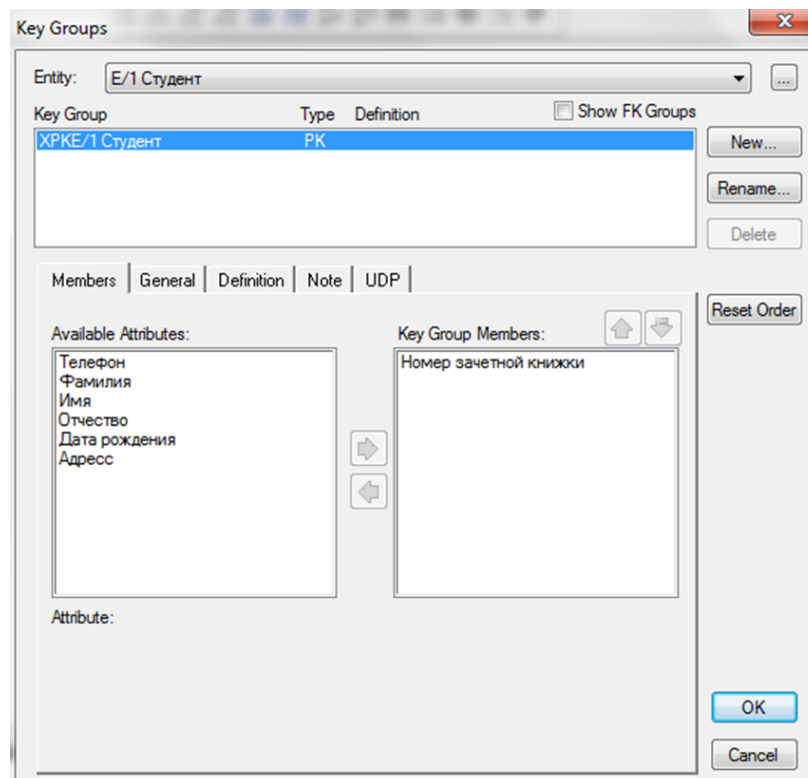 Key Groups
Entity: E/1 Студент ...
Key Group Type Definition Show FK Groups
XPKE/1 Студент PK
New...
Rename...
Delete
Members General Definition Note UDP
Reset Order
Available Attributes: Key Group Members:
Телефон
Фамилия
Имя
Отчество
Дата рождения
Адресс
Номер зачетной книжки
Attribute:
OK
Cancel